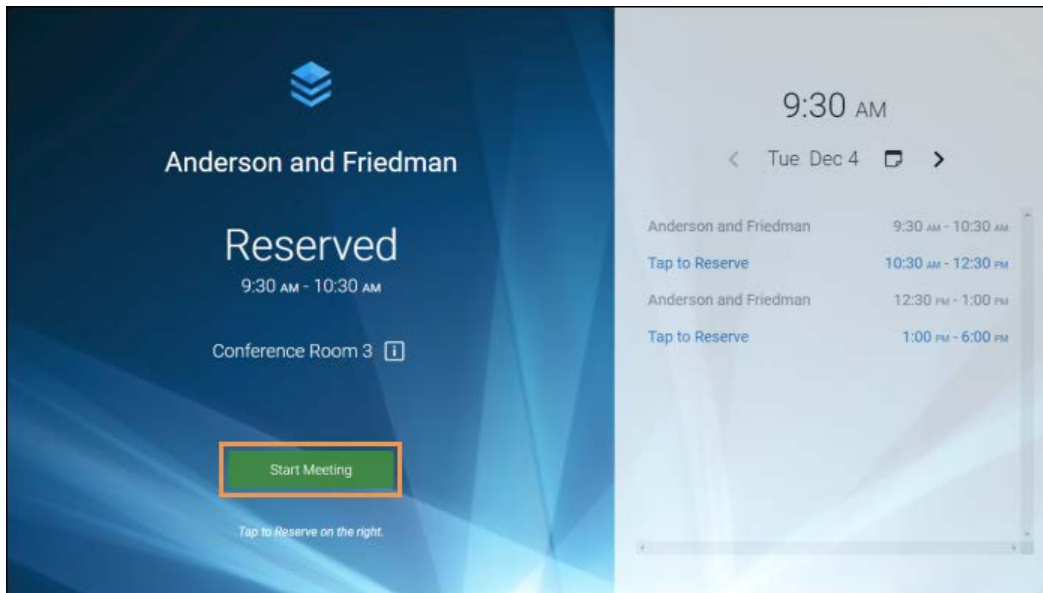 Anderson and Friedman
Reserved
9:30 AM - 10:30 AM
Conference Room 3
Start Meeting
Tap to Reserve on the right.
9:30 AM
Tue Dec 4
Anderson and Friedman 9:30 AM - 10:30 AM
Tap to Reserve 10:30 AM - 12:30 PM
Anderson and Friedman 12:30 PM - 1:00 PM
Tap to Reserve 1:00 PM - 6:00 PM